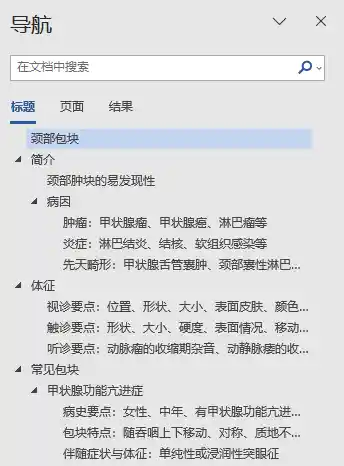 导航
在文档中搜索
标题 页面 结果
颈部包块
简介
颈部肿块的易发现性
病因
肿瘤：甲状腺瘤、甲状腺癌、淋巴瘤等
炎症：淋巴结炎、结核、软组织感染等
先天畸形：甲状腺舌管囊肿、颈部囊性淋巴...
体征
视诊要点：位置、形状、大小、表面皮肤、颜色...
触诊要点：形状、大小、硬度、表面情况、移动...
听诊要点：动脉瘤的收缩期杂音、动静脉瘘的收...
常见包块
甲状腺功能亢进症
病史要点：女性、中年、有甲状腺功能亢进...
包块特点：随吞咽上下移动、对称、质地不...
伴随症状与体征：单纯性或浸润性突眼征